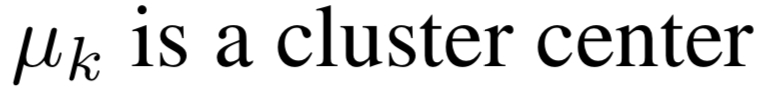 μ_k is a cluster center